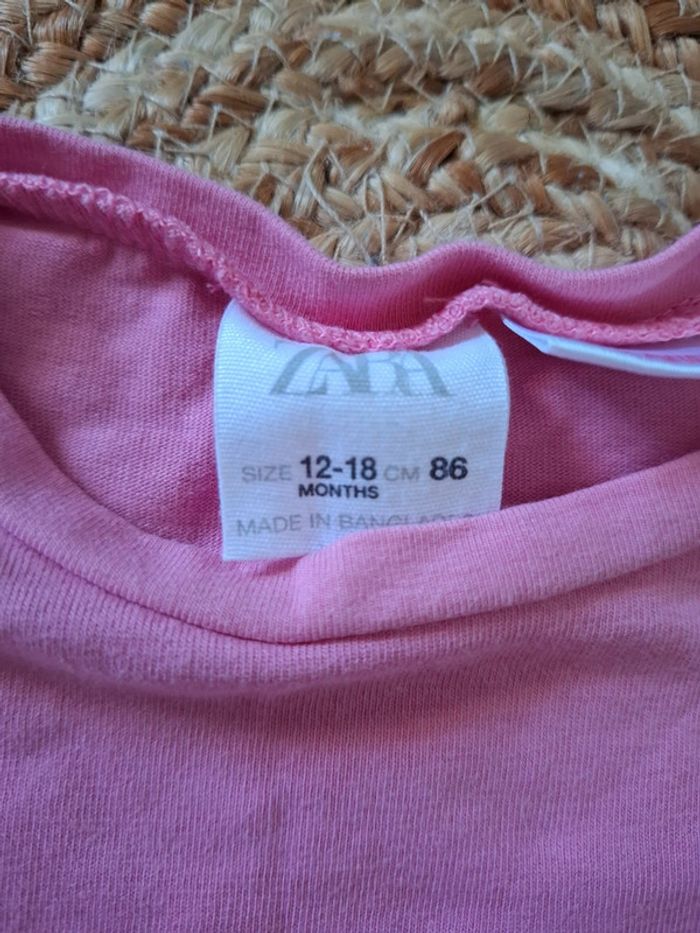 ZARA
SIZE 12-18 CM 86
MONTHS
MADE IN